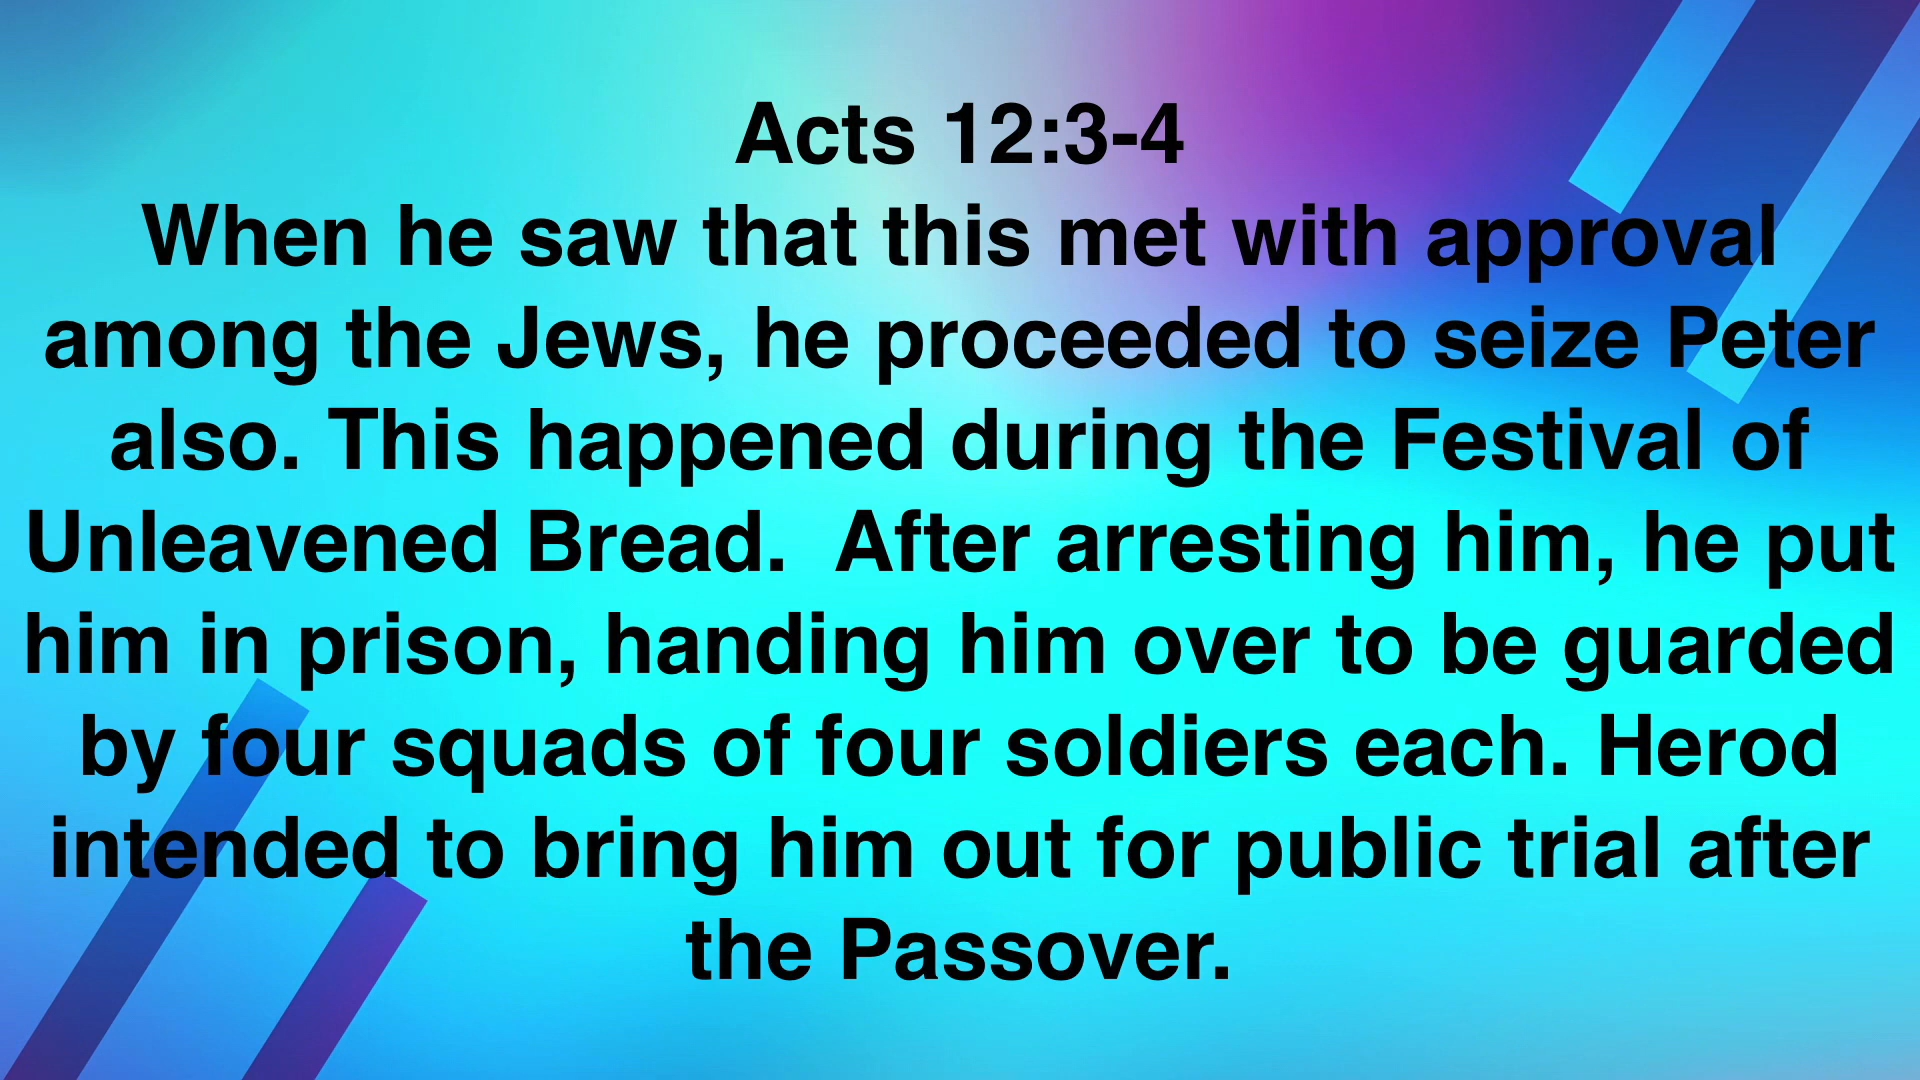 Acts 12:3-4
When he saw that this met with approval
among the Jews, he proceeded to seize Peter
also. This happened during the Festival of
Unleavened Bread.  After arresting him, he put
him in prison, handing him over to be guarded
by four squads of four soldiers each. Herod
intended to bring him out for public trial after
the Passover.